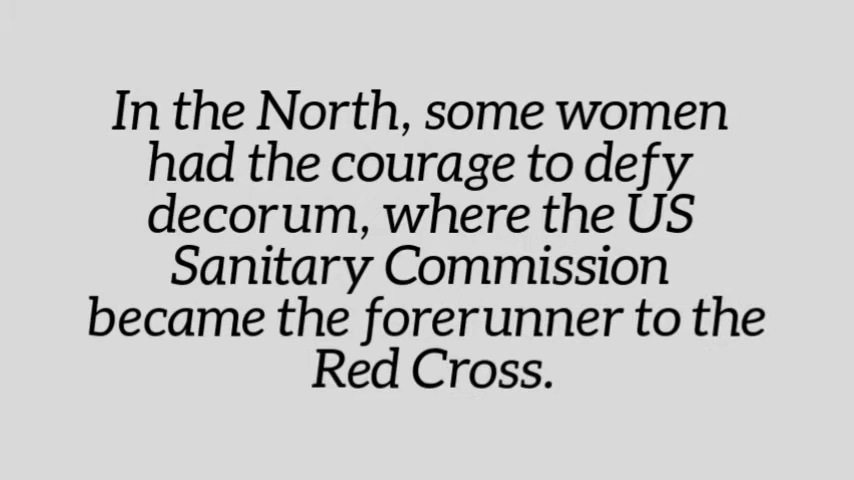 In the North, some women
had the courage to defy
decorum, where the US
Sanitary Commission
became the forerunner to the
Red Cross.